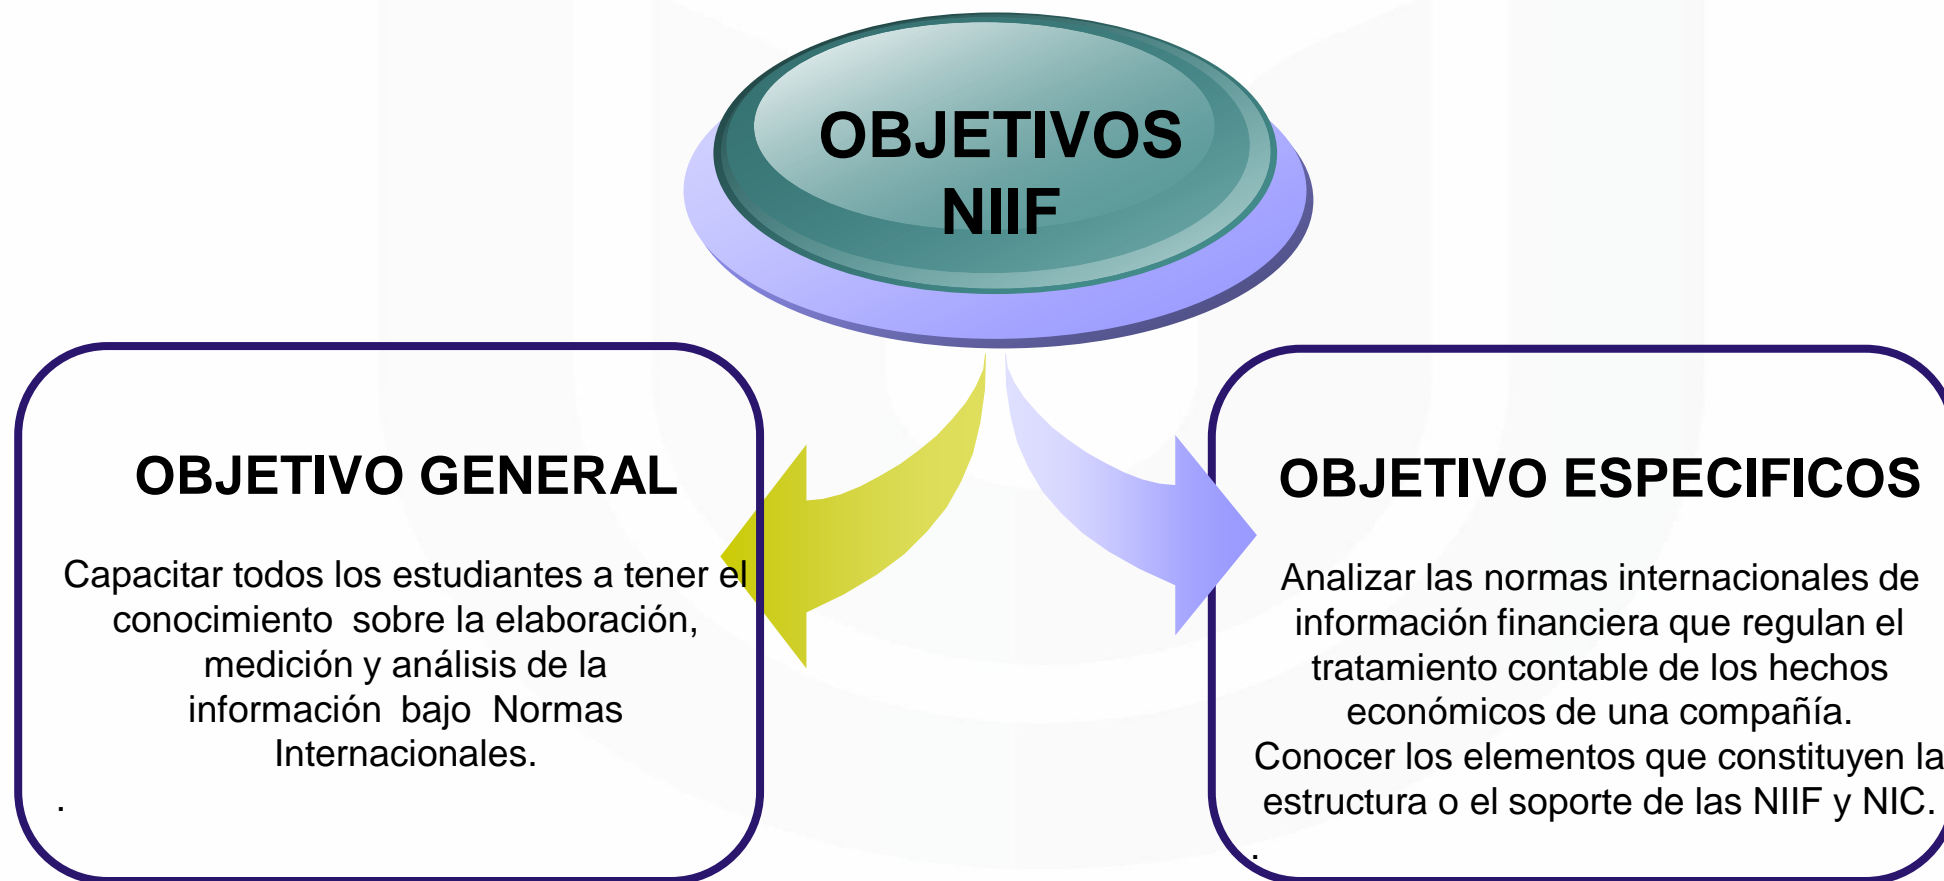 OBJETIVOS
NIIF
OBJETIVO GENERAL
Capacitar todos los estudiantes a tener el
conocimiento sobre la elaboración,
medición y análisis de la
información bajo Normas
Internacionales.
.
OBJETIVO ESPECIFICOS
Analizar las normas internacionales de
información financiera que regulan el
tratamiento contable de los hechos
económicos de una compañía.
Conocer los elementos que constituyen la
estructura o el soporte de las NIIF y NIC.
.